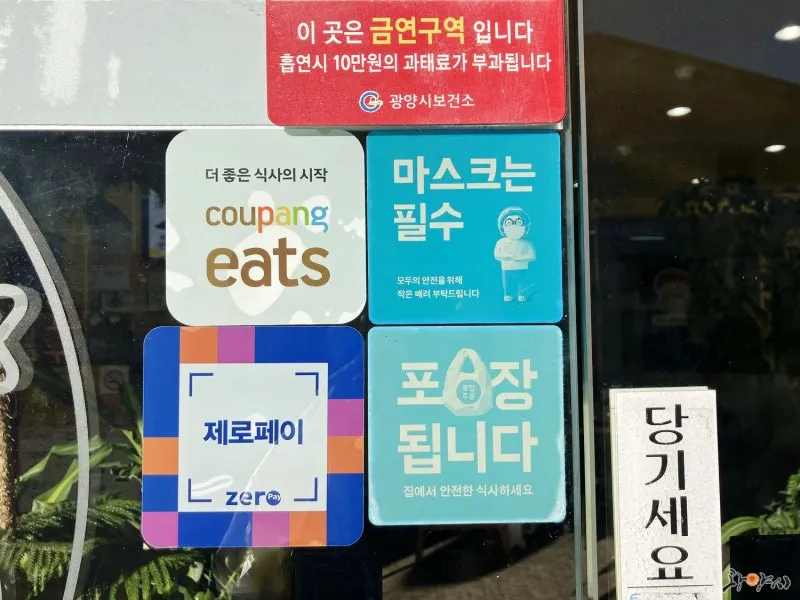 이 곳은 금연구역 입니다
흡연시 10만원의 과태료가 부과됩니다
광양시보건소
더 좋은 식사의 시작
coupang
eats
마스크는
필수
모두의 안전을 위해
작은 배려 부탁드립니다
제로페이
zero Pay
포장
됩니다
집에서 안전한 식사하세요
당기세요